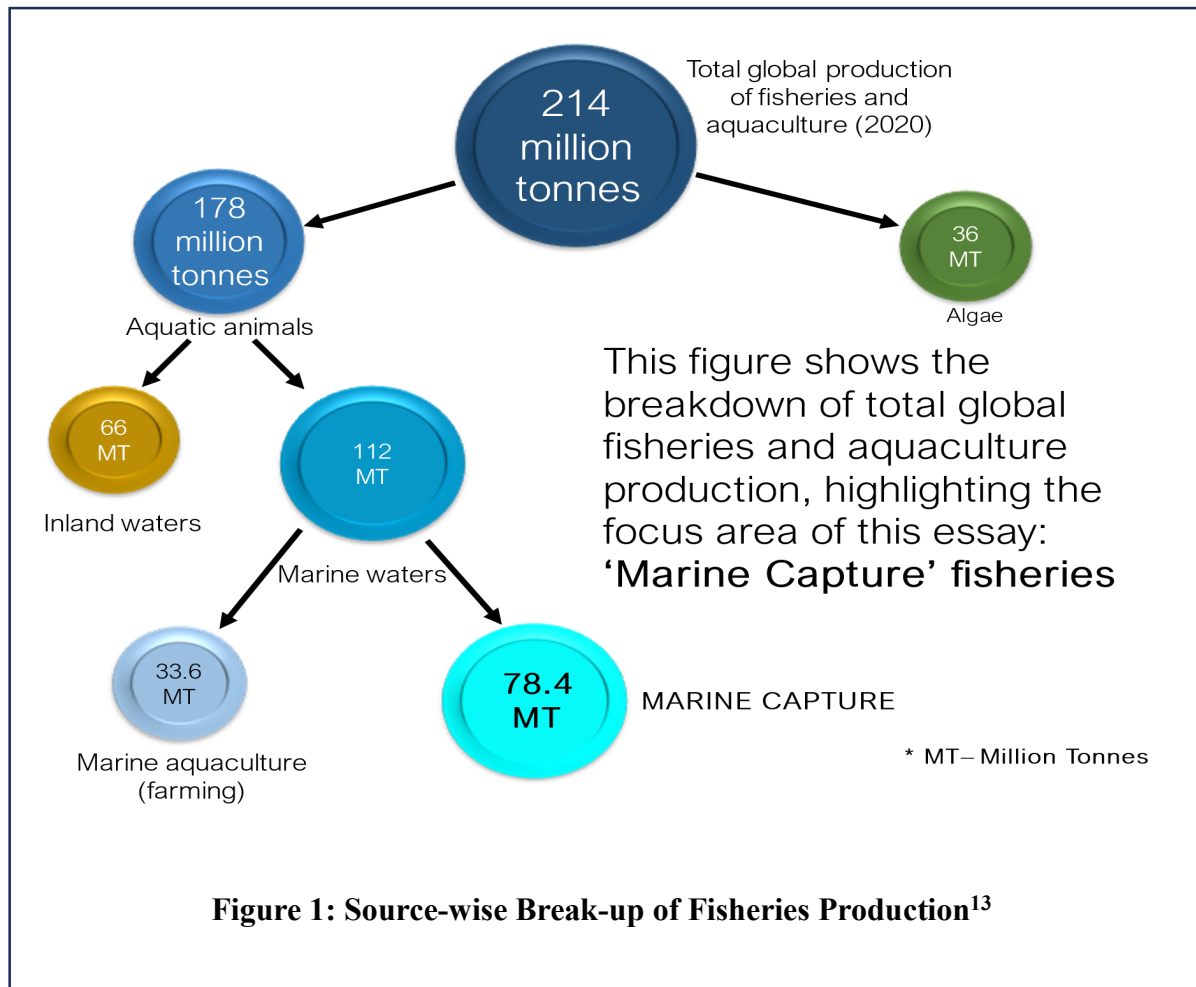 214
million
tonnes
Total global production
of fisheries and
aquaculture (2020)
178
million
tonnes
Aquatic animals
36
MT
Algae
66
MT
Inland waters
112
MT
Marine waters
This figure shows the
breakdown of total global
fisheries and aquaculture
production, highlighting the
focus area of this essay:
‘Marine Capture’ fisheries
33.6
MT
Marine aquaculture
(farming)
78.4
MT
MARINE CAPTURE
* MT– Million Tonnes
Figure 1: Source-wise Break-up of Fisheries Production¹³